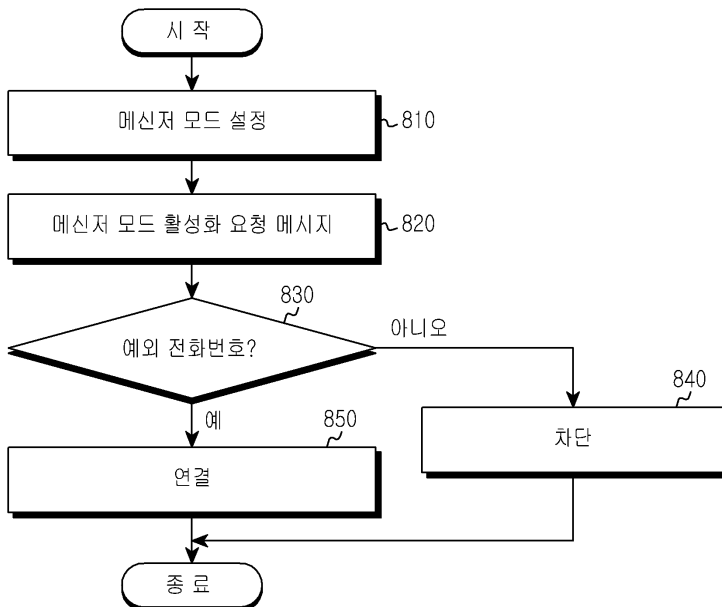 시 작
메신저 모드 설정
810
메신저 모드 활성화 요청 메시지
820
830
예외 전화번호?
아니오
예
840
차단
850
연결
종 료